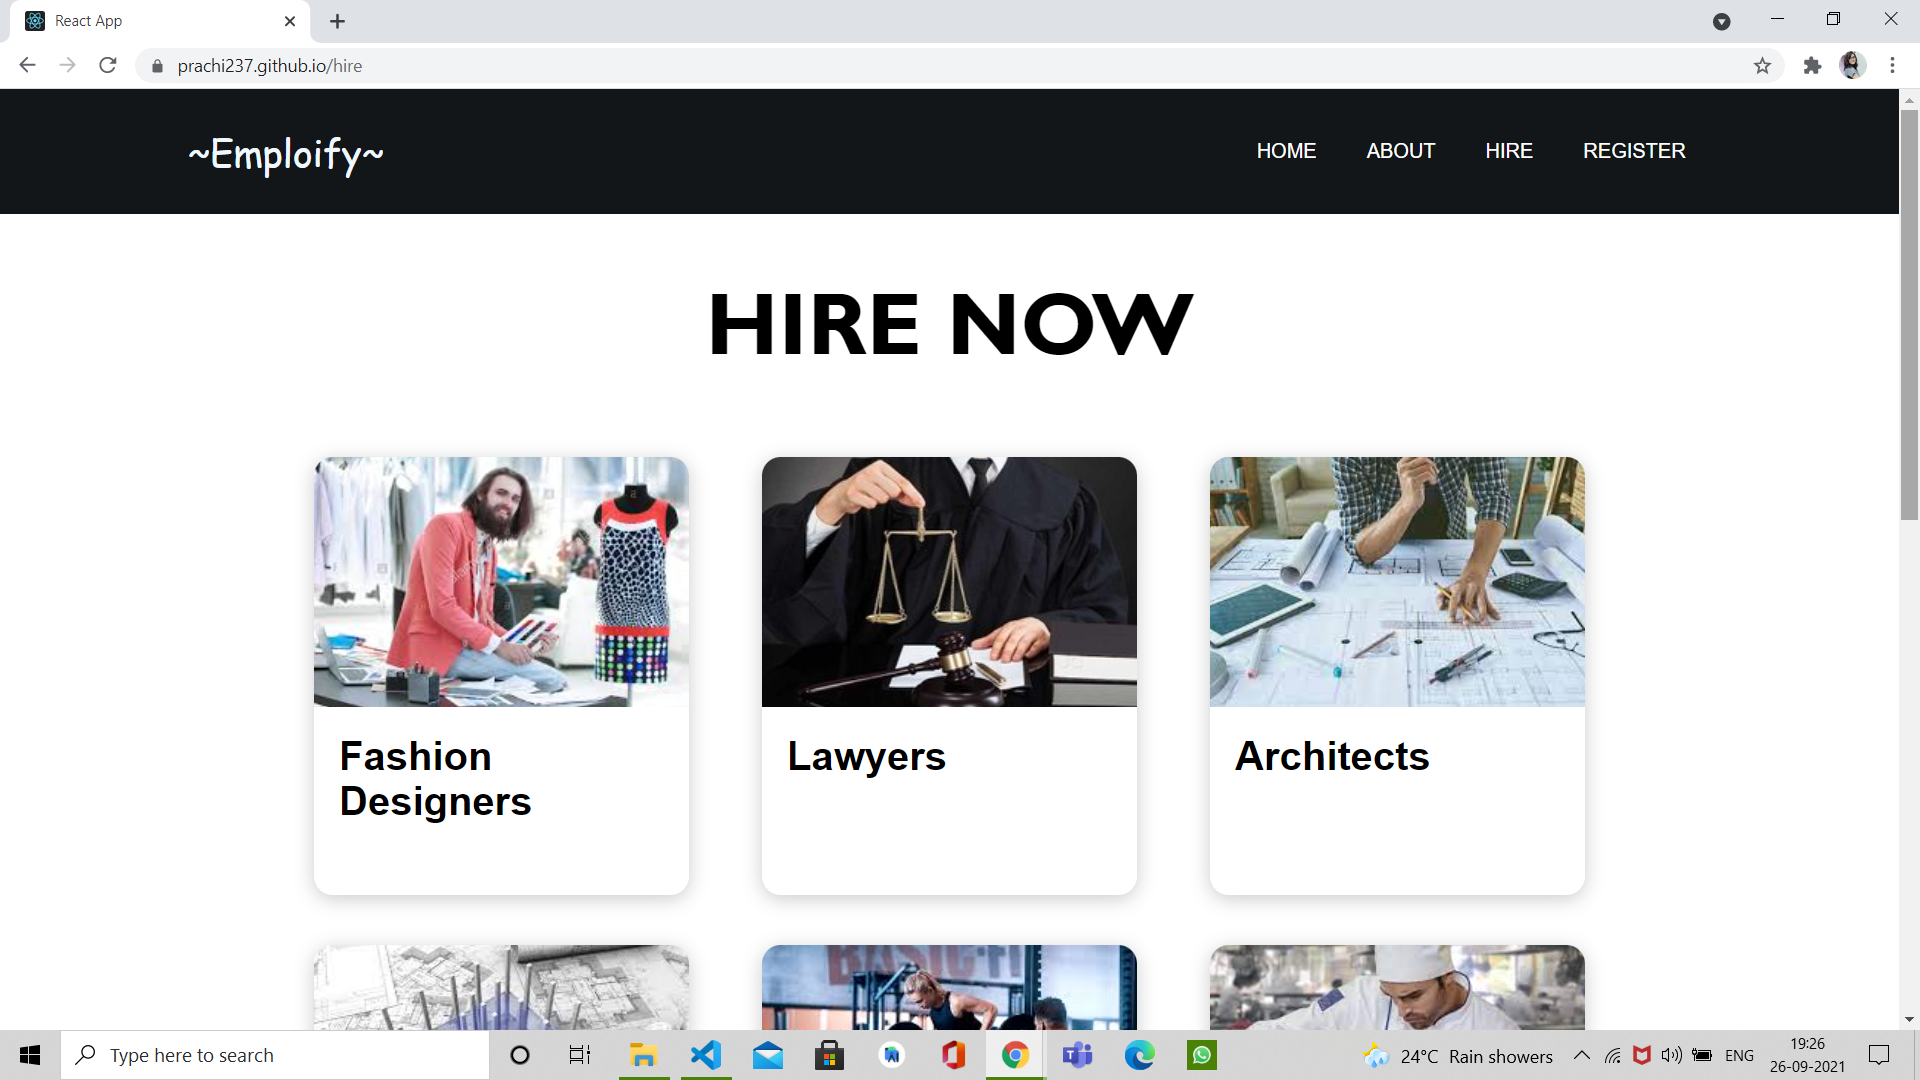 React App
prachi237.github.io/hire
~Emploify~
HOME ABOUT HIRE REGISTER
HIRE NOW
Fashion
Designers
Lawyers
Architects
Type here to search
24°C Rain showers
ENG
19:26
26-09-2021